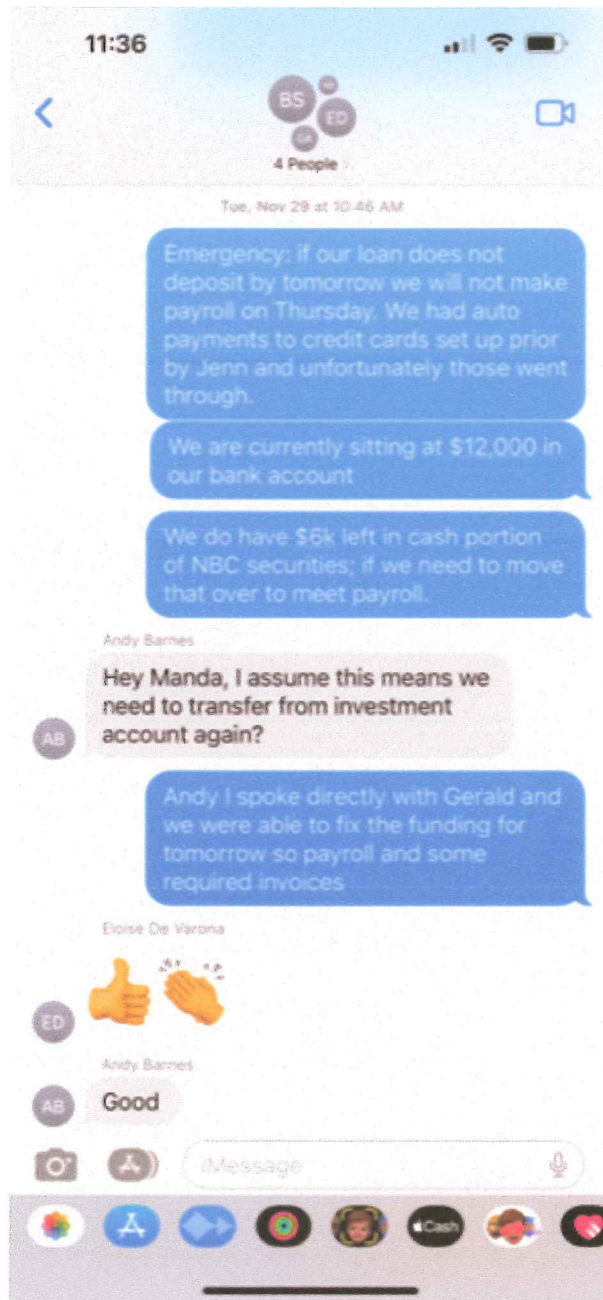 11:36
BS
ED
4 People
Tue, Nov 29 at 10:46 AM
Emergency: if our loan does not
deposit by tomorrow we will not make
payroll on Thursday. We had auto
payments to credit cards set up prior
by Jenn and unfortunately those went
through.
We are currently sitting at $12,000 in
our bank account
We do have $6k left in cash portion
of NBC securities; if we need to move
that over to meet payroll.
Andy Barnes
Hey Manda, I assume this means we
need to transfer from investment
account again?
AB
Andy I spoke directly with Gerald and
we were able to fix the funding for
tomorrow so payroll and some
required invoices
Eloise De Varona
ED
Andy Barnes
Good
AB
iMessage
Cash